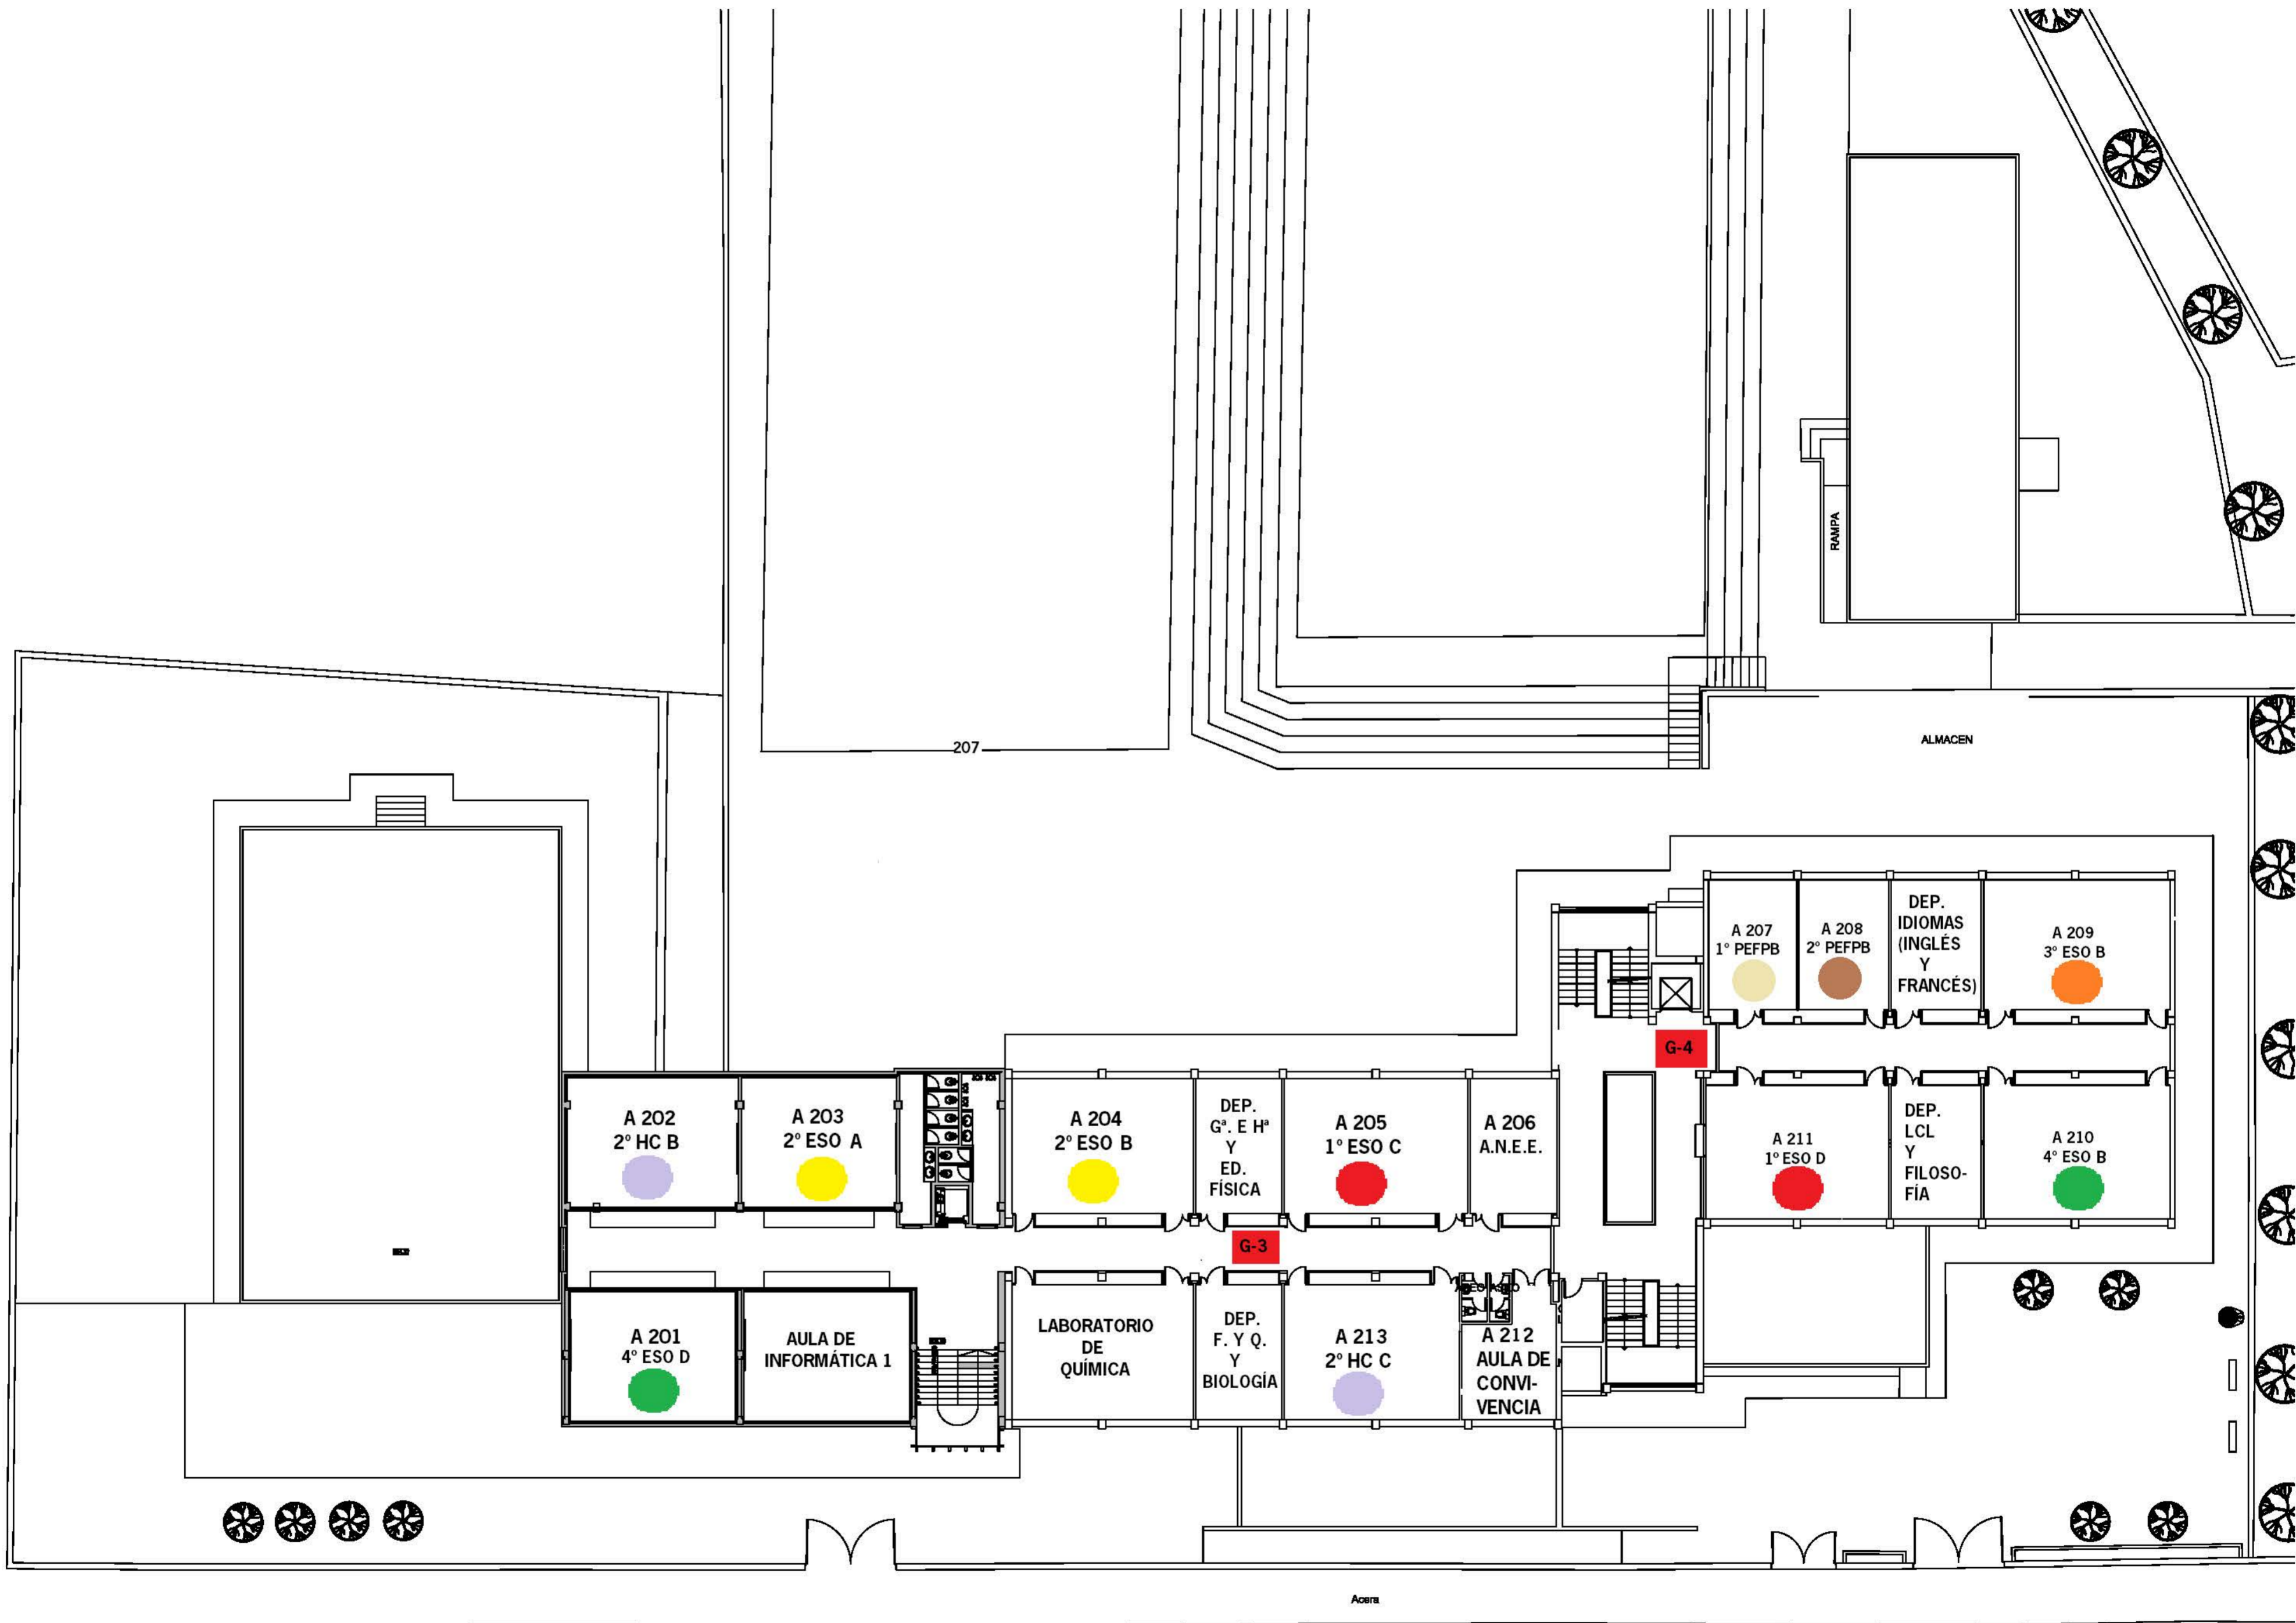 RAMPA
207
ALMACEN
A 207
1° PEFPB
A 208
2° PEFPB
DEP.
IDIOMAS
(INGLÉS
Y
FRANCÉS)
A 209
3° ESO B
G-4
A 202
2° HC B
A 203
2° ESO A
A 204
2° ESO B
DEP.
Gª. E Hª
Y
ED.
FÍSICA
A 205
1° ESO C
A 206
A.N.E.E.
A 211
1° ESO D
DEP.
LCL
Y
FILOSO-
FÍA
A 210
4° ESO B
G-3
A 201
4° ESO D
AULA DE
INFORMÁTICA 1
LABORATORIO
DE
QUÍMICA
DEP.
F. Y Q.
Y
BIOLOGÍA
A 213
2° HC C
ASEO ASEO
A 212
AULA DE
CONVI-
VENCIA
Acera